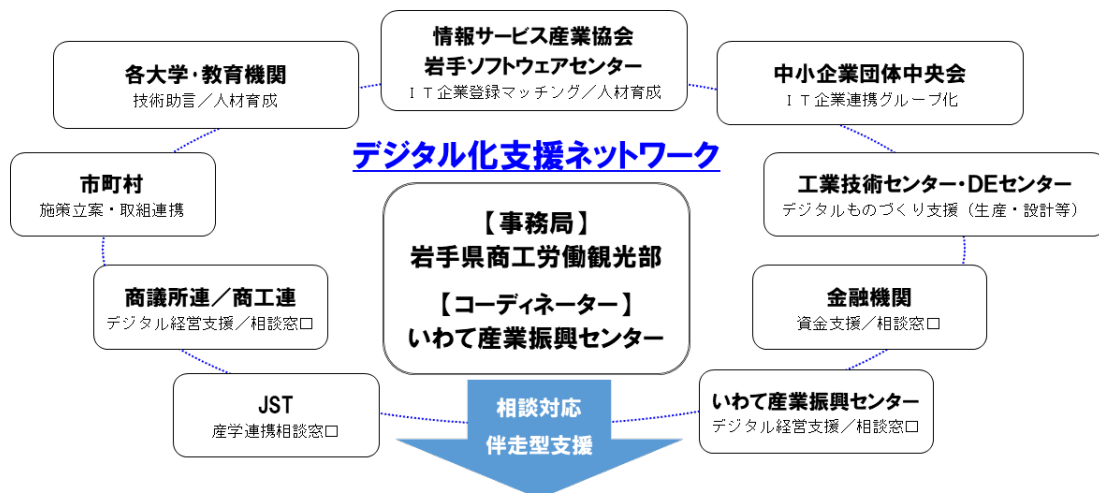 情報サービス産業協会
岩手ソフトウェアセンター
ＩＴ企業登録マッチング／人材育成
各大学・教育機関
技術助言／人材育成
中小企業団体中央会
ＩＴ企業連携グループ化
デジタル化支援ネットワーク
市町村
施策立案・取組連携
工業技術センター・DEセンター
デジタルものづくり支援（生産・設計等）
【事務局】
岩手県商工労働観光部
【コーディネーター】
いわて産業振興センター
商議所連／商工連
デジタル経営支援／相談窓口
金融機関
資金支援／相談窓口
JST
産学連携相談窓口
いわて産業振興センター
デジタル経営支援／相談窓口
相談対応
伴走型支援